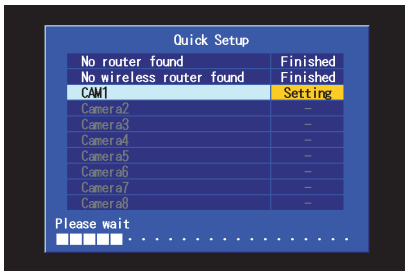 Quick Setup
No router found Finished
No wireless router found Finished
CAM1 Setting
Camera2 -
Camera3 -
Camera4 -
Camera5 -
Camera6 -
Camera7 -
Camera8 -
Please wait